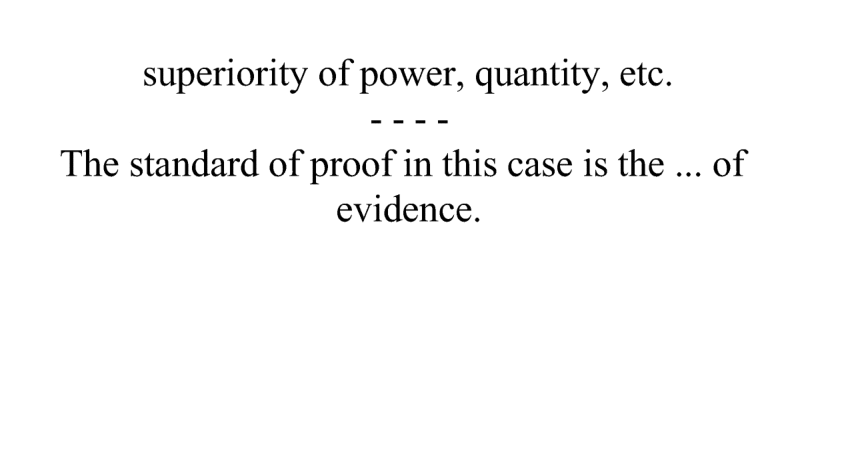 superiority of power, quantity, etc.
- - - -
The standard of proof in this case is the ... of
evidence.